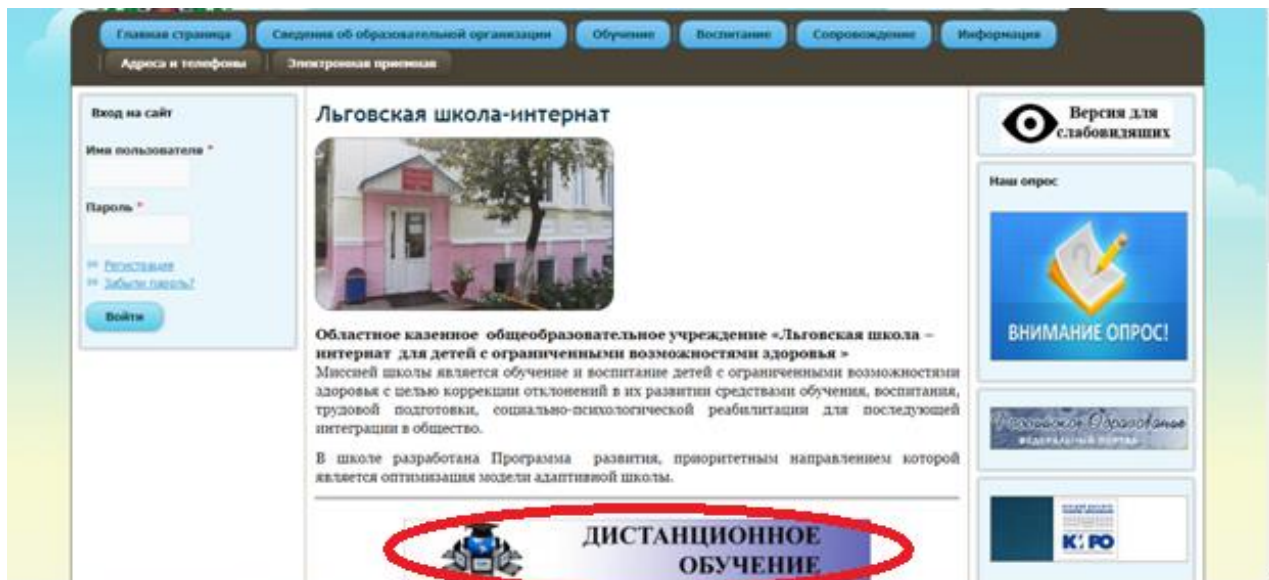 Главная страница
Сведения об образовательной организации
Обучение
Воспитание
Сопровождение
Информация
Адреса и телефоны
Электронная приемная
Вход на сайт
Имя пользователя *
Пароль *
Регистрация
Забыли пароль?
Войти
Льговская школа-интернат
Областное казенное общеобразовательное учреждение «Льговская школа –
интернат для детей с ограниченными возможностями здоровья »
Миссией школы является обучение и воспитание детей с ограниченными возможностями
здоровья с целью коррекции отклонений в их развитии средствами обучения, воспитания,
трудовой подготовки, социально-психологической реабилитации для последующей
интеграции в общество.
В школе разработана Программа развития, приоритетным направлением которой
является оптимизация модели адаптивной школы.
ДИСТАНЦИОННОЕ
ОБУЧЕНИЕ
Версия для
слабовидящих
Наш опрос
ВНИМАНИЕ ОПРОС!
Российское Образование
ФЕДЕРАЛЬНЫЙ ПОРТАЛ